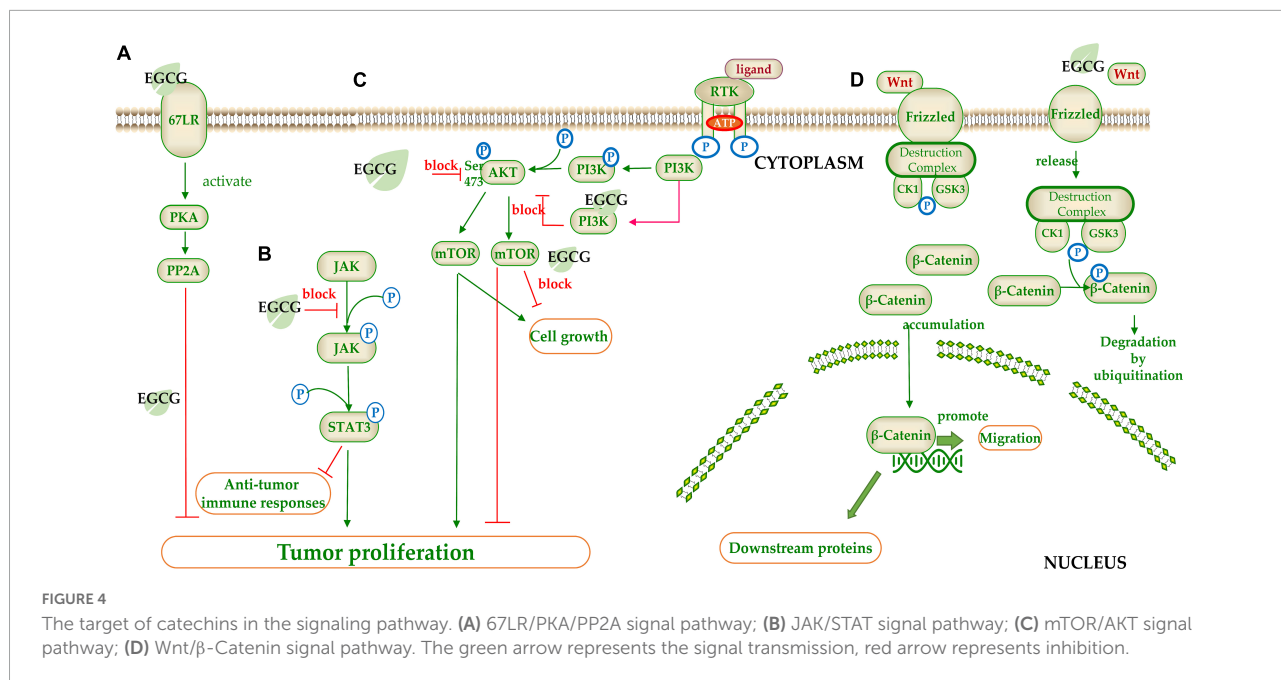 A
EGCG
67LR
activate
PKA
PP2A
EGCG
B
JAK
EGCG
block
P
JAK
P
P
P
STAT3
Anti-tumor
immune responses
Tumor proliferation
C
ligand
RTK
ATP
P
P
CYTOPLASM
EGCG
block
Ser
473
P
AKT
P
PI3K
P
PI3K
EGCG
PI3K
block
mTOR
mTOR
EGCG
block
Cell growth
D
Wnt
Frizzled
Destruction
Complex
CK1
GSK3
P
EGCG
Wnt
Frizzled
release
Destruction
Complex
CK1
GSK3
P
P
β-Catenin
β-Catenin
β-Catenin
β-Catenin
accumulation
Degradation
by
ubiquitination
promote
β-Catenin
Migration
Downstream proteins
NUCLEUS
FIGURE 4
The target of catechins in the signaling pathway. (A) 67LR/PKA/PP2A signal pathway; (B) JAK/STAT signal pathway; (C) mTOR/AKT signal
pathway; (D) Wnt/β-Catenin signal pathway. The green arrow represents the signal transmission, red arrow represents inhibition.